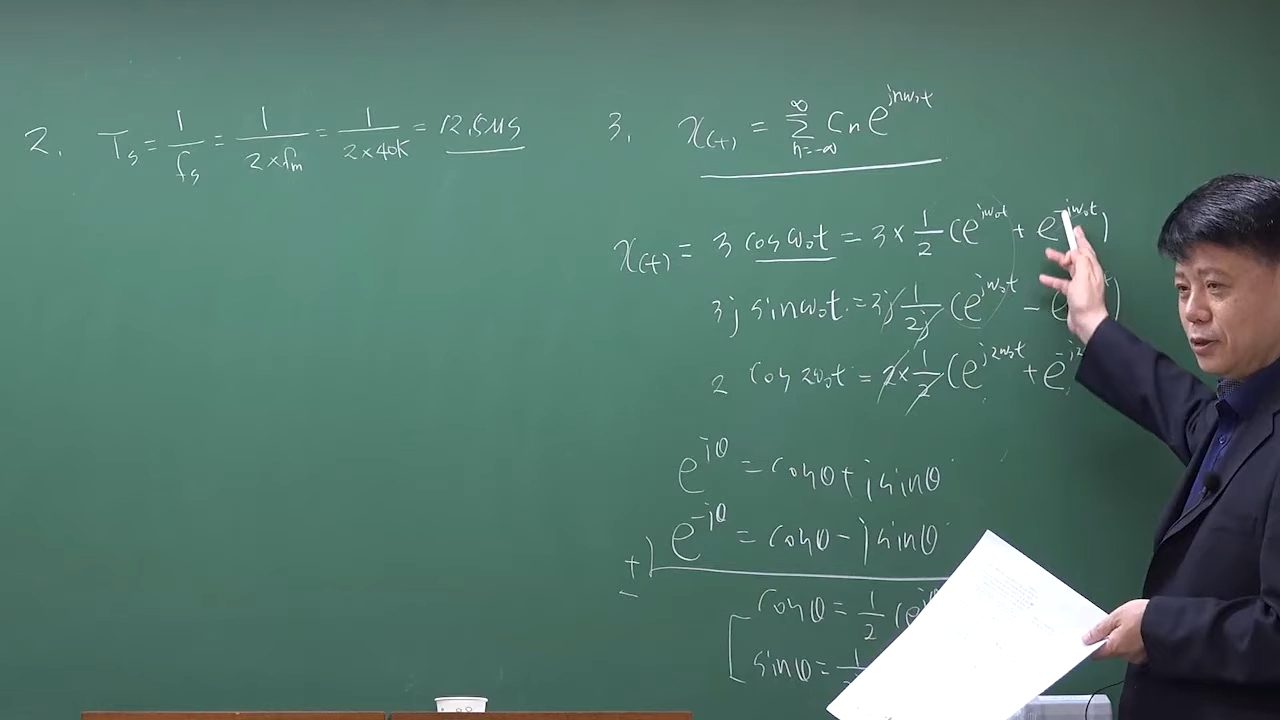 2. Ts = 1/fs = 1/(2×fm) = 1/(2×40K) = 12.5μs
3. x(t) = Σ_{n=-∞}^{∞} Cn e^{jnω₀t}
x(t) = 3 cos ω₀t = 3 × 1/2 (e^{jω₀t} + e^{-jω₀t})
3j sin ω₀t = 3j 1/2j (e^{jω₀t} - e
2 cos 2ω₀t = 2 × 1/2 (e^{j2ω₀t} + e^{-j2
e^{jθ} = cosθ + j sinθ
e^{-jθ} = cosθ - j sinθ
+
-
cosθ = 1/2 (e
sinθ = 1/